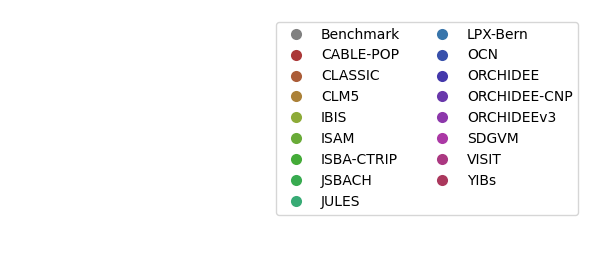 Benchmark
CABLE-POP
CLASSIC
CLM5
IBIS
ISAM
ISBA-CTRIP
JSBACH
JULES
LPX-Bern
OCN
ORCHIDEE
ORCHIDEE-CNP
ORCHIDEEv3
SDGVM
VISIT
YIBs